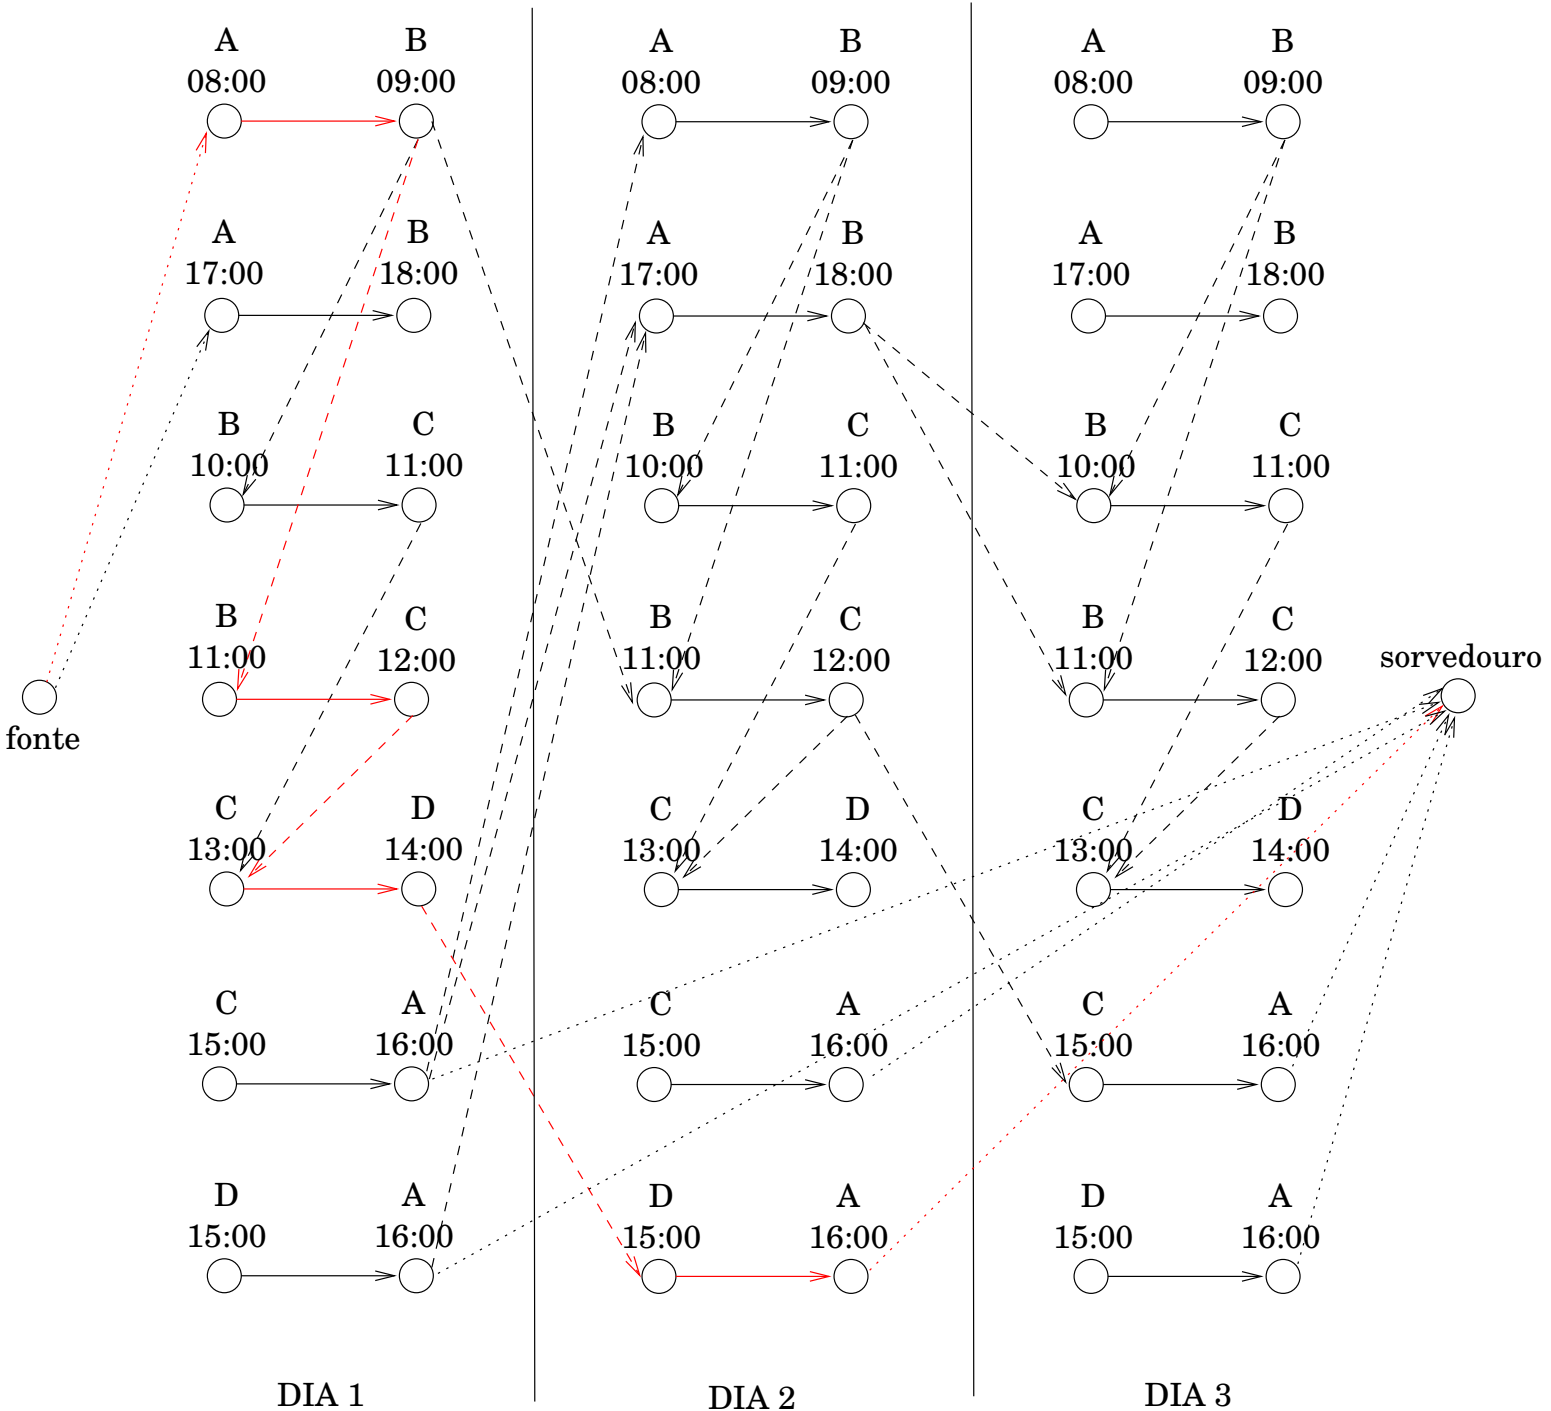 A B A B A B
08:00 09:00 08:00 09:00 08:00 09:00
A B A B A B
17:00 18:00 17:00 18:00 17:00 18:00
B C B C B C
10:00 11:00 10:00 11:00 10:00 11:00
B C B C B C
11:00 12:00 11:00 12:00 11:00 12:00
sorvedouro
fonte
C D C D C D
13:00 14:00 13:00 14:00 13:00 14:00
C A C A C A
15:00 16:00 15:00 16:00 15:00 16:00
D A D A D A
15:00 16:00 15:00 16:00 15:00 16:00
DIA 1 DIA 2 DIA 3